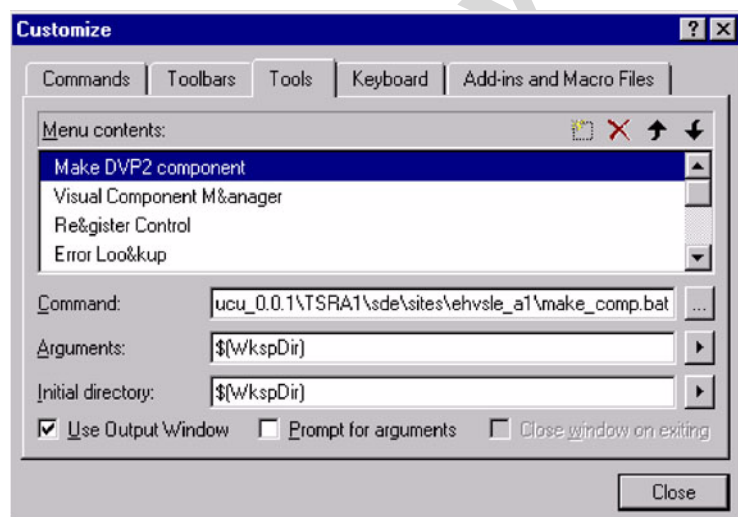 Customize
Commands Toolbars Tools Keyboard Add-ins and Macro Files
Menu contents:
Make DVP2 component
Visual Component M&anager
Re&gister Control
Error Loo&kup
Command: ucu_0.0.1\TSRA1\sde\sites\ehvsle_a1\make_comp.bat ...
Arguments: $(WkspDir)
Initial directory: $(WkspDir)
Use Output Window Prompt for arguments Close window on exiting
Close